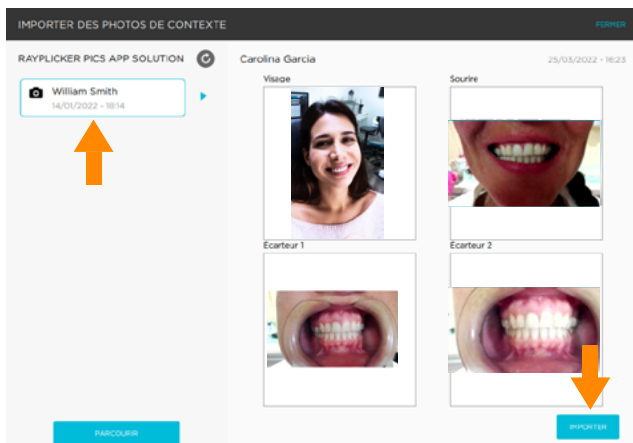 IMPORTER DES PHOTOS DE CONTEXTE
FERMER
RAYPLICKER PICS APP SOLUTION
William Smith
14/01/2022 - 18:14
Carolina Garcia
25/03/2022 - 16:23
Visage
Sourire
Écarteur 1
Écarteur 2
PARCOURIR
IMPORTER